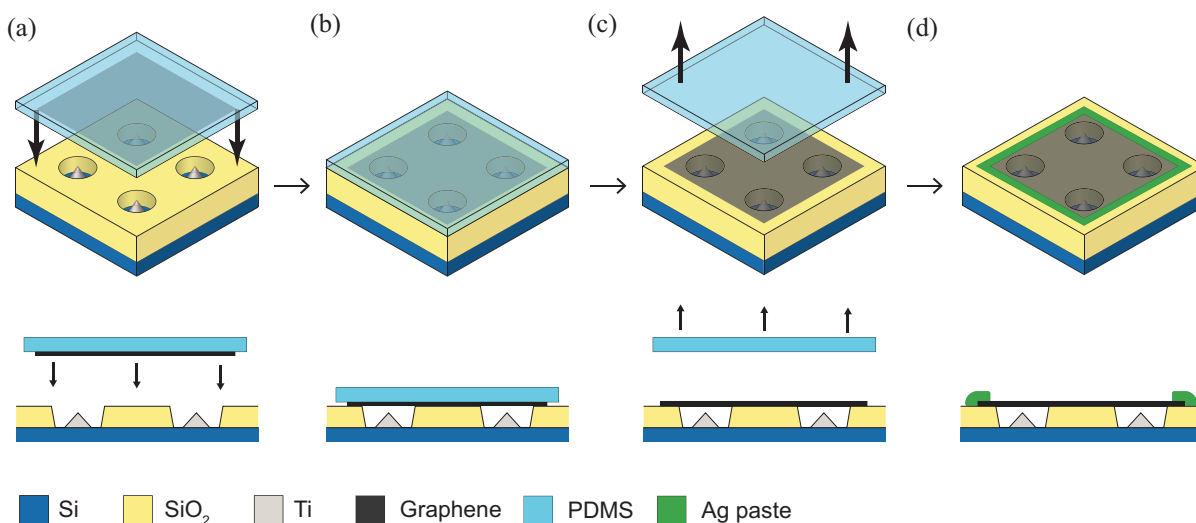 (a) (b) (c) (d)
Si SiO₂ Ti Graphene PDMS Ag paste